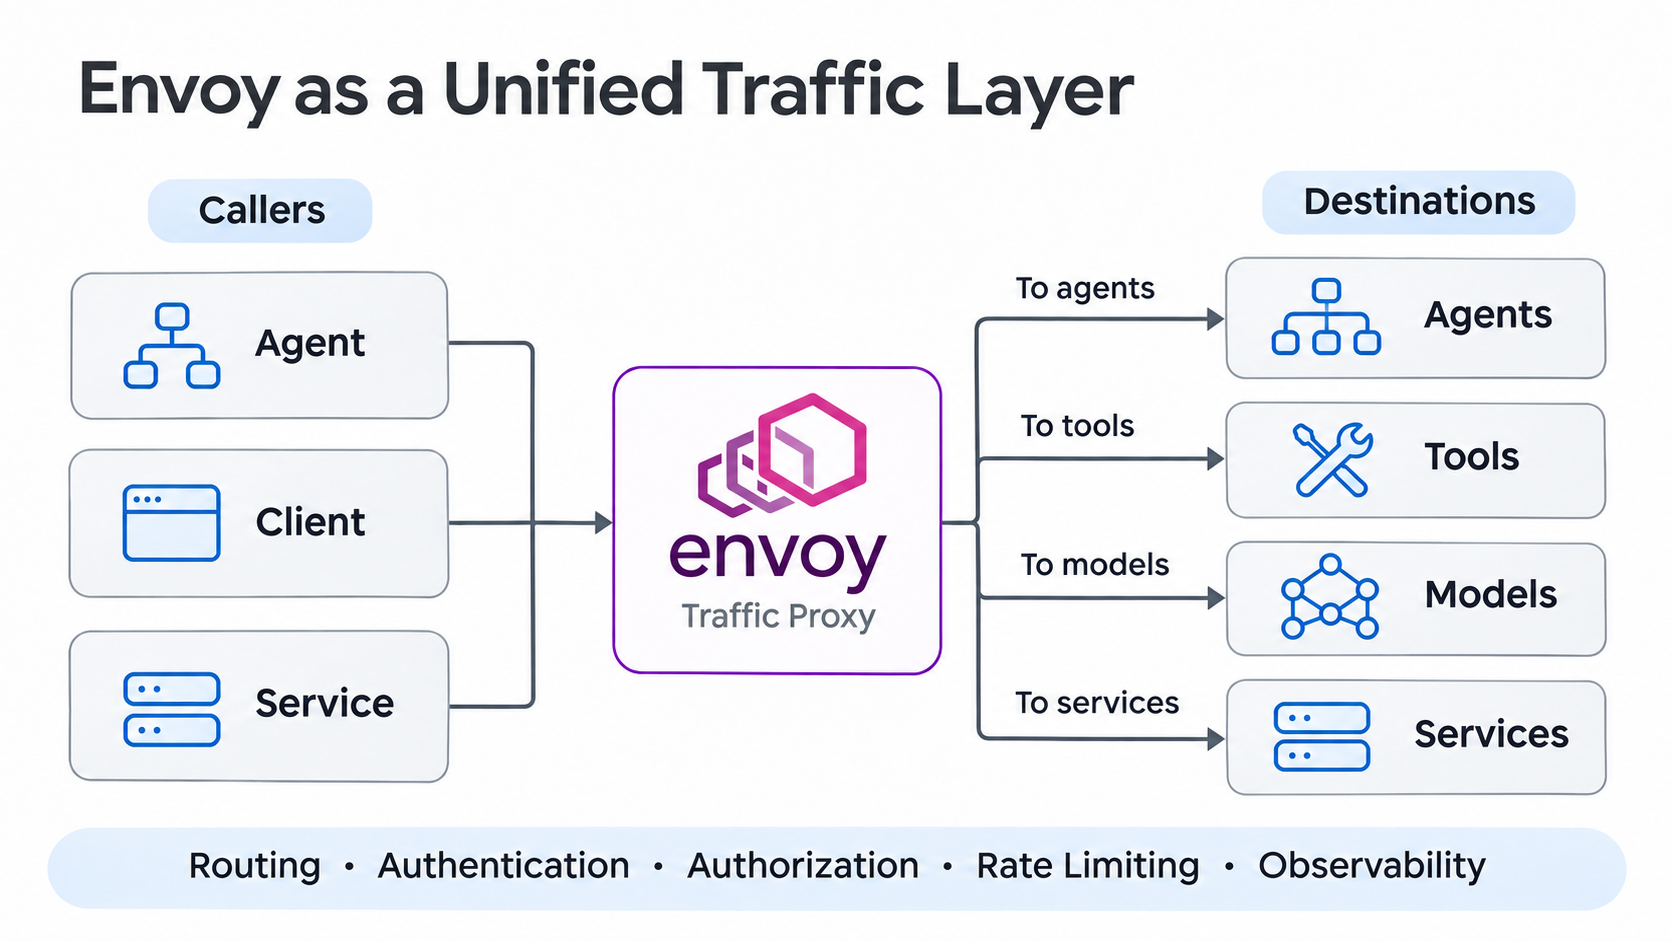 Envoy as a Unified Traffic Layer
Callers
Agent
Client
Service
envoy
Traffic Proxy
Destinations
To agents
Agents
To tools
Tools
To models
Models
To services
Services
Routing • Authentication • Authorization • Rate Limiting • Observability